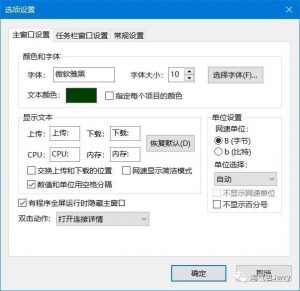 选项设置
主窗口设置 任务栏窗口设置 常规设置
颜色和字体
字体: 微软雅黑 字体大小: 10 选择字体(F)...
文本颜色: 指定每个项目的颜色
显示文本
上传: 上传: 下载: 下载:
CPU: CPU: 内存: 内存:
恢复默认(D)
交换上传和下载的位置 网速显示简洁模式
数值和单位用空格分隔
单位设置
网速单位:
B (字节)
b (比特)
单位选择:
自动
不显示网速单位
不显示百分号
有程序全屏运行时隐藏主窗口
双击动作: 打开连接详情
确定 取消